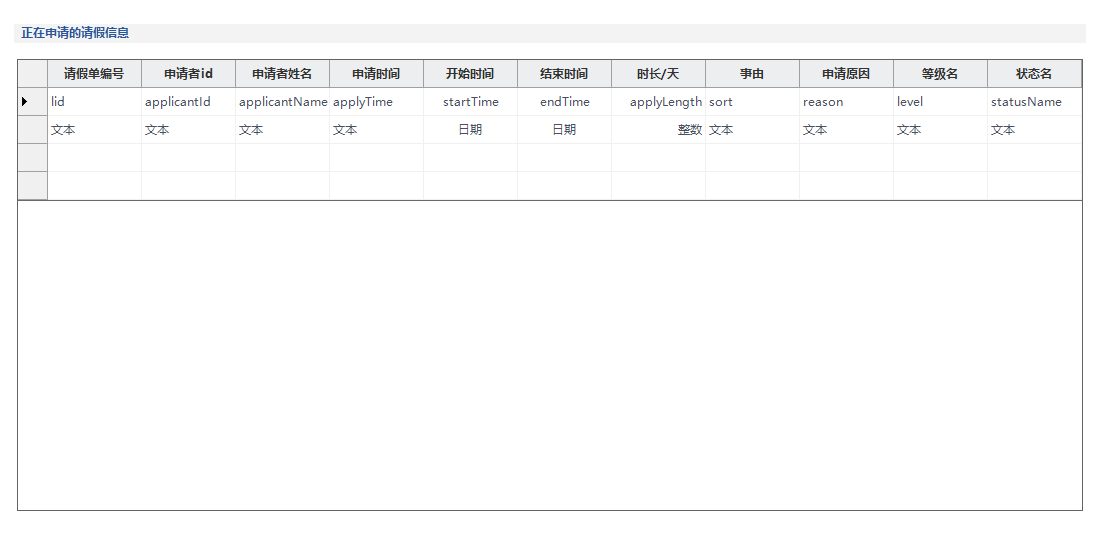 正在申请的请假信息
请假单编号 申请者id 申请者姓名 申请时间 开始时间 结束时间 时长/天 事由 申请原因 等级名 状态名
lid applicantId applicantName applyTime startTime endTime applyLength sort reason level statusName
文本 文本 文本 文本 日期 日期 整数 文本 文本 文本 文本